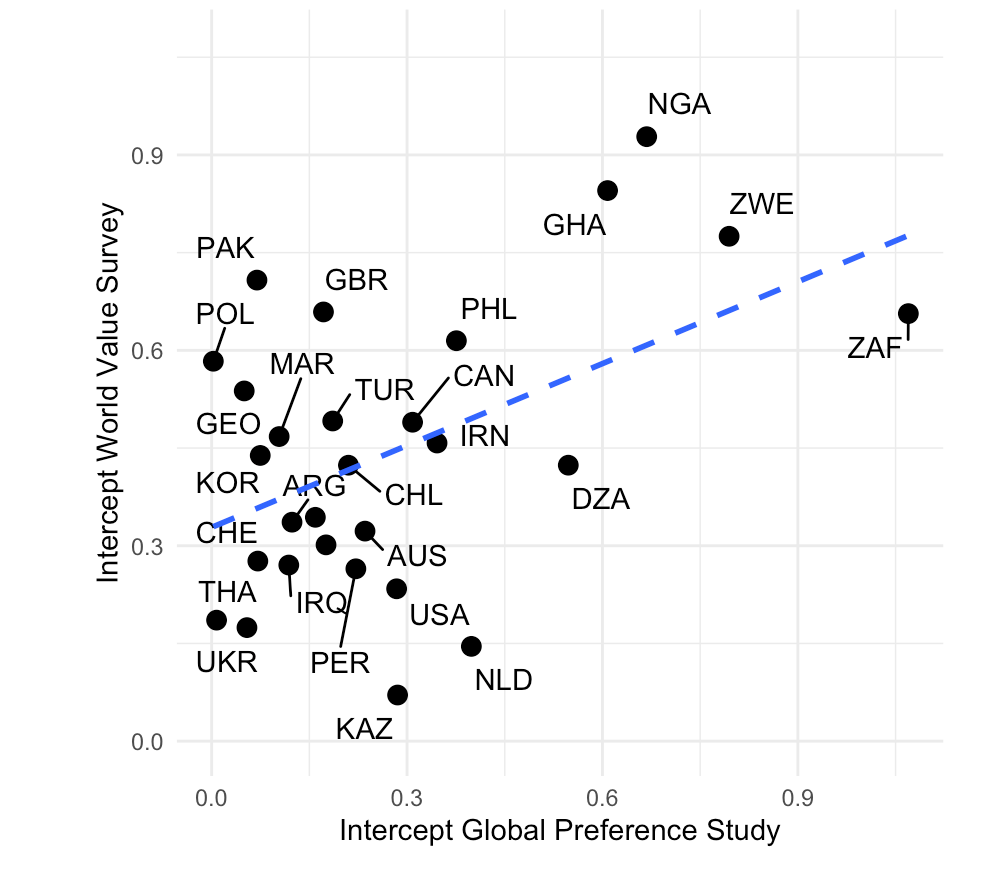 NGA
0.9
ZWE
GHA
PAK
GBR
POL
PHL
0.6
ZAF
MAR
CAN
TUR
GEO
IRN
KOR
ARG
CHL
DZA
CHE
0.3
AUS
THA
IRQ
USA
UKR
PER
NLD
KAZ
0.0
0.0 0.3 0.6 0.9
Intercept Global Preference Study
Intercept World Value Survey